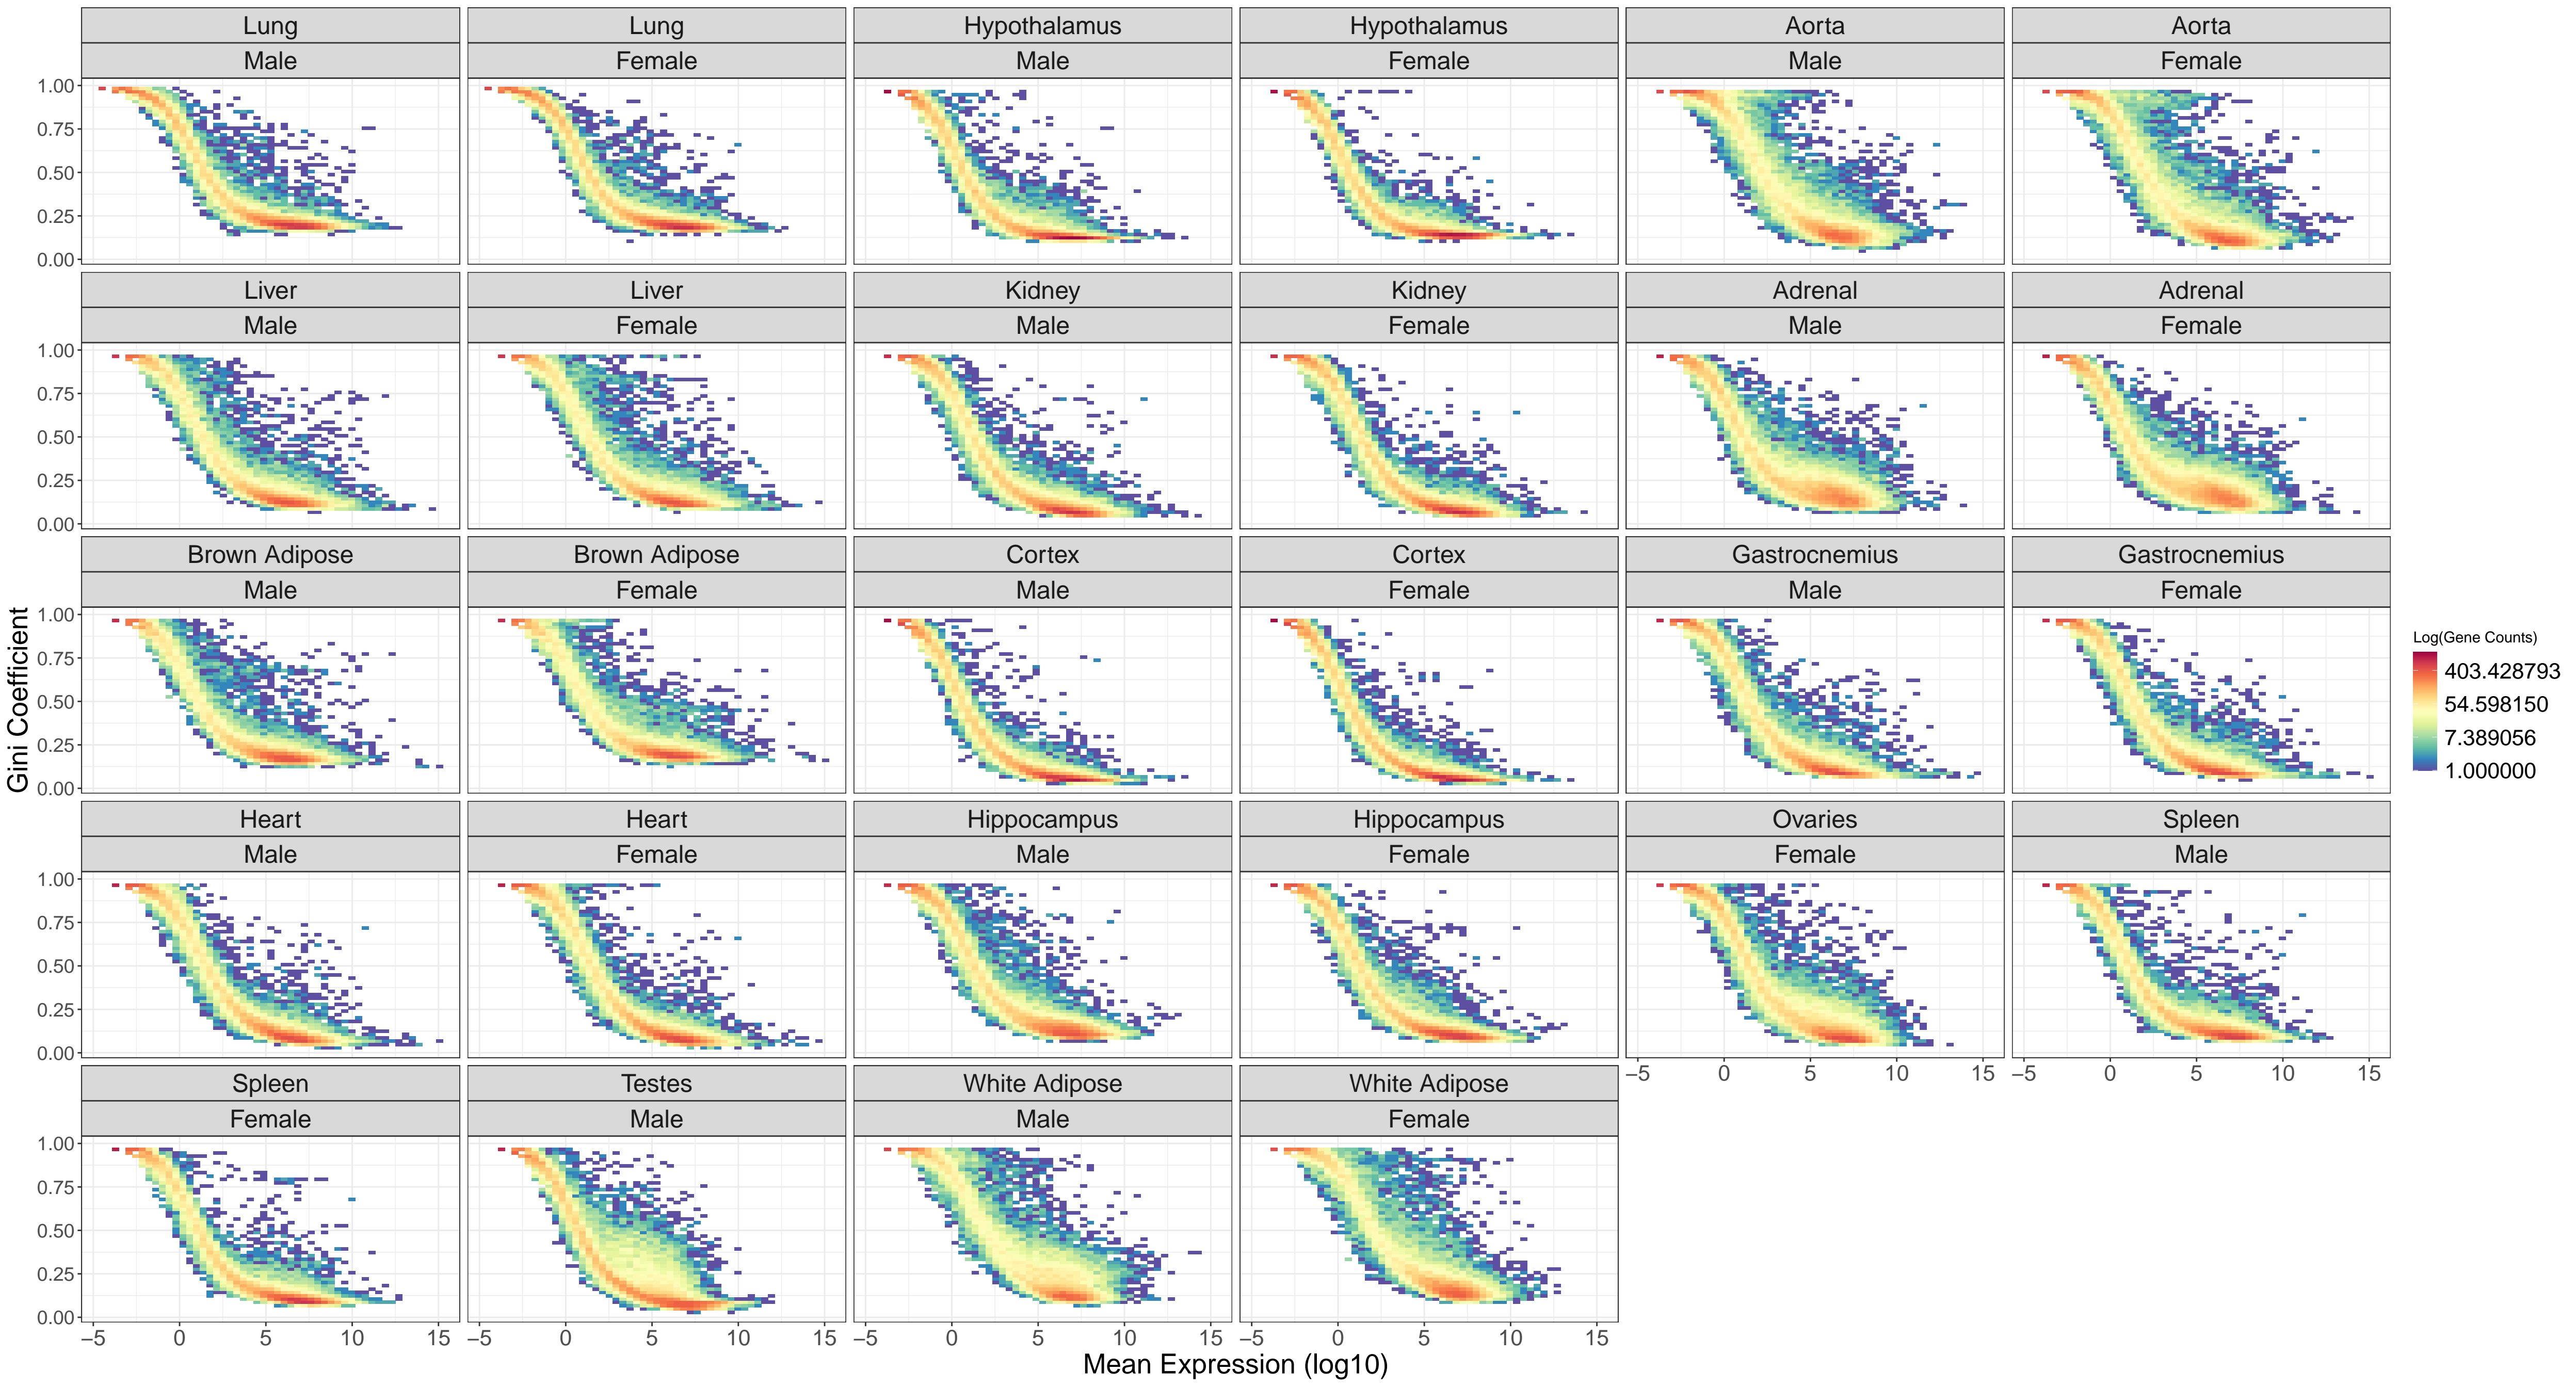 Lung Lung Hypothalamus Hypothalamus Aorta Aorta
Male Female Male Female Male Female
1.00
0.75
0.50
0.25
0.00
Liver Liver Kidney Kidney Adrenal Adrenal
Male Female Male Female Male Female
1.00
0.75
0.50
0.25
0.00
Brown Adipose Brown Adipose Cortex Cortex Gastrocnemius Gastrocnemius
Male Female Male Female Male Female
1.00
0.75
0.50
0.25
0.00
Gini Coefficient
Log(Gene Counts)
403.428793
54.598150
7.389056
1.000000
Heart Heart Hippocampus Hippocampus Ovaries Spleen
Male Female Male Female Female Male
1.00
0.75
0.50
0.25
0.00
−5 0 5 10 15 −5 0 5 10 15
Spleen Testes White Adipose White Adipose
Female Male Male Female
1.00
0.75
0.50
0.25
0.00
−5 0 5 10 15 −5 0 5 10 15 −5 0 5 10 15 −5 0 5 10 15
Mean Expression (log10)